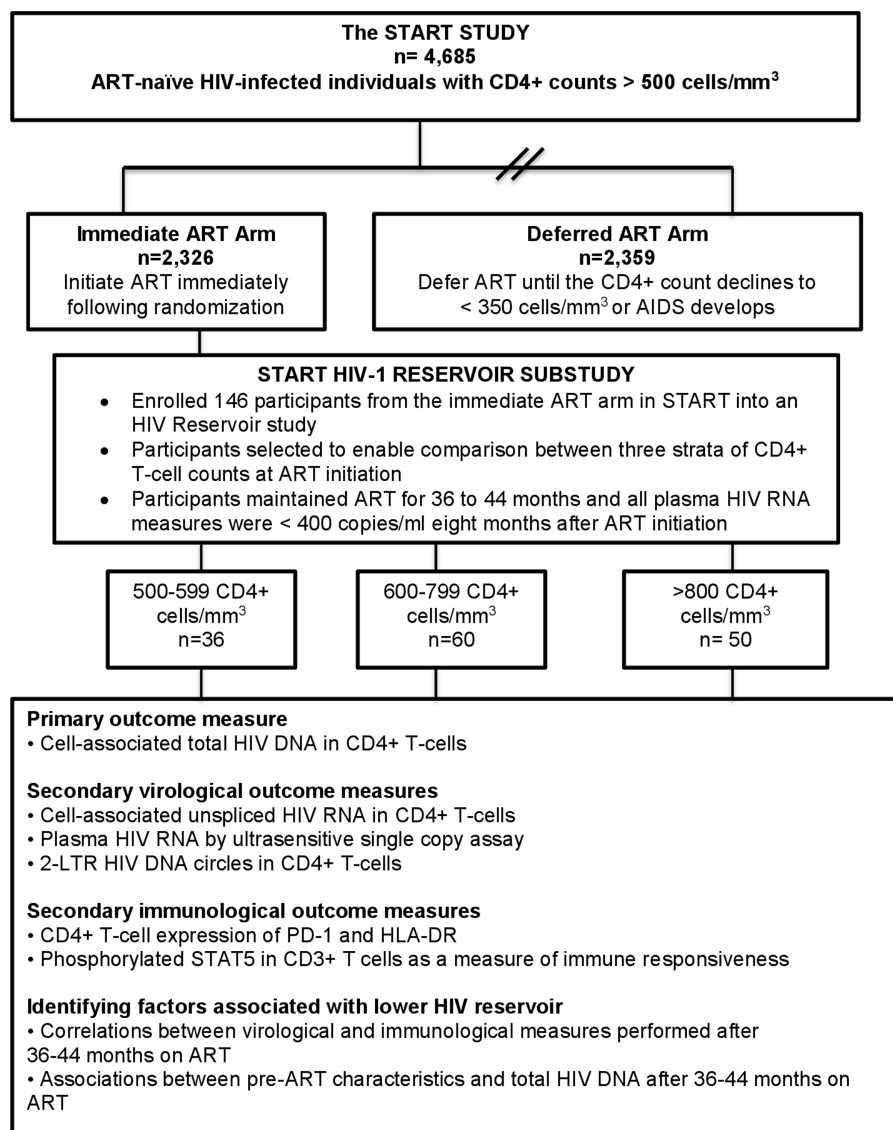 The START STUDY
n= 4,685
ART-naïve HIV-infected individuals with CD4+ counts > 500 cells/mm³
Immediate ART Arm
n=2,326
Initiate ART immediately
following randomization
Deferred ART Arm
n=2,359
Defer ART until the CD4+ count declines to
< 350 cells/mm³ or AIDS develops
START HIV-1 RESERVOIR SUBSTUDY
• Enrolled 146 participants from the immediate ART arm in START into an
HIV Reservoir study
• Participants selected to enable comparison between three strata of CD4+
T-cell counts at ART initiation
• Participants maintained ART for 36 to 44 months and all plasma HIV RNA
measures were < 400 copies/ml eight months after ART initiation
500-599 CD4+
cells/mm³
n=36
600-799 CD4+
cells/mm³
n=60
>800 CD4+
cells/mm³
n= 50
Primary outcome measure
• Cell-associated total HIV DNA in CD4+ T-cells
Secondary virological outcome measures
• Cell-associated unspliced HIV RNA in CD4+ T-cells
• Plasma HIV RNA by ultrasensitive single copy assay
• 2-LTR HIV DNA circles in CD4+ T-cells
Secondary immunological outcome measures
• CD4+ T-cell expression of PD-1 and HLA-DR
• Phosphorylated STAT5 in CD3+ T cells as a measure of immune responsiveness
Identifying factors associated with lower HIV reservoir
• Correlations between virological and immunological measures performed after
36-44 months on ART
• Associations between pre-ART characteristics and total HIV DNA after 36-44 months on
ART